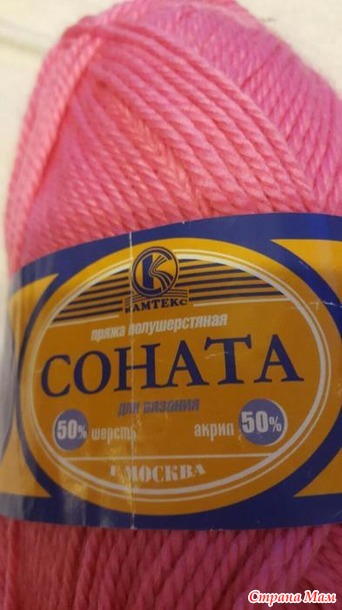 КАМТЕКС
пряжа полушерстяная
СОНАТА
для вязания
50% шерсть акрил 50%
г. МОСКВА
Страна Мам